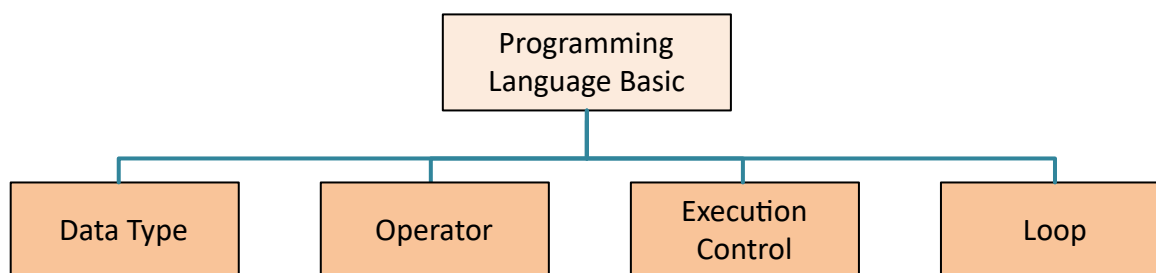 Programming
Language Basic
Data Type
Operator
Execution
Control
Loop